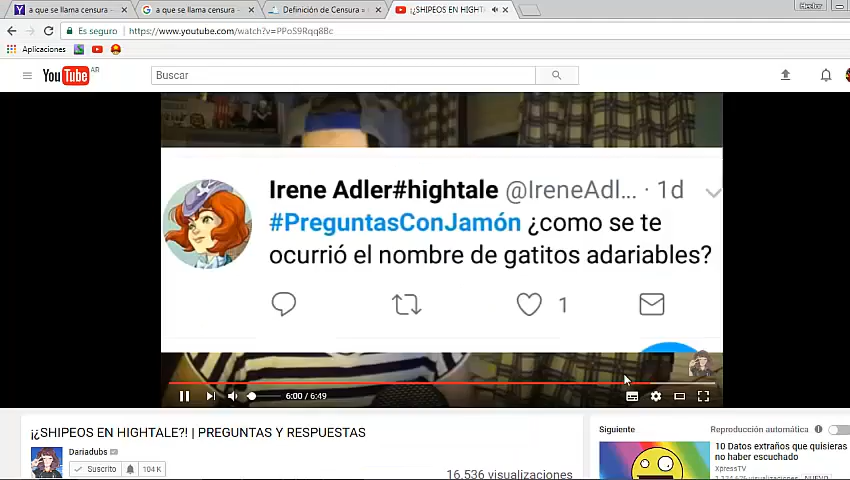 a que se llama censura -
a que se llama censura -
Definición de Censura »
¡¿SHIPEOS EN HIGHT
Hector
Es seguro
https://www.youtube.com/watch?v=PPoS9Rqq8Bc
Aplicaciones
YouTube AR
Buscar
Irene Adler#hightale @IreneAdl... · 1d
#PreguntasConJamón ¿como se te
ocurrió el nombre de gatitos adariables?
1
6:00 / 6:49
¡¿SHIPEOS EN HIGHTALE?! | PREGUNTAS Y RESPUESTAS
Dariadubs
Suscrito
104 K
16.536 visualizaciones
Siguiente
Reproducción automática
10 Datos extraños que quisieras
no haber escuchado
XpressTV